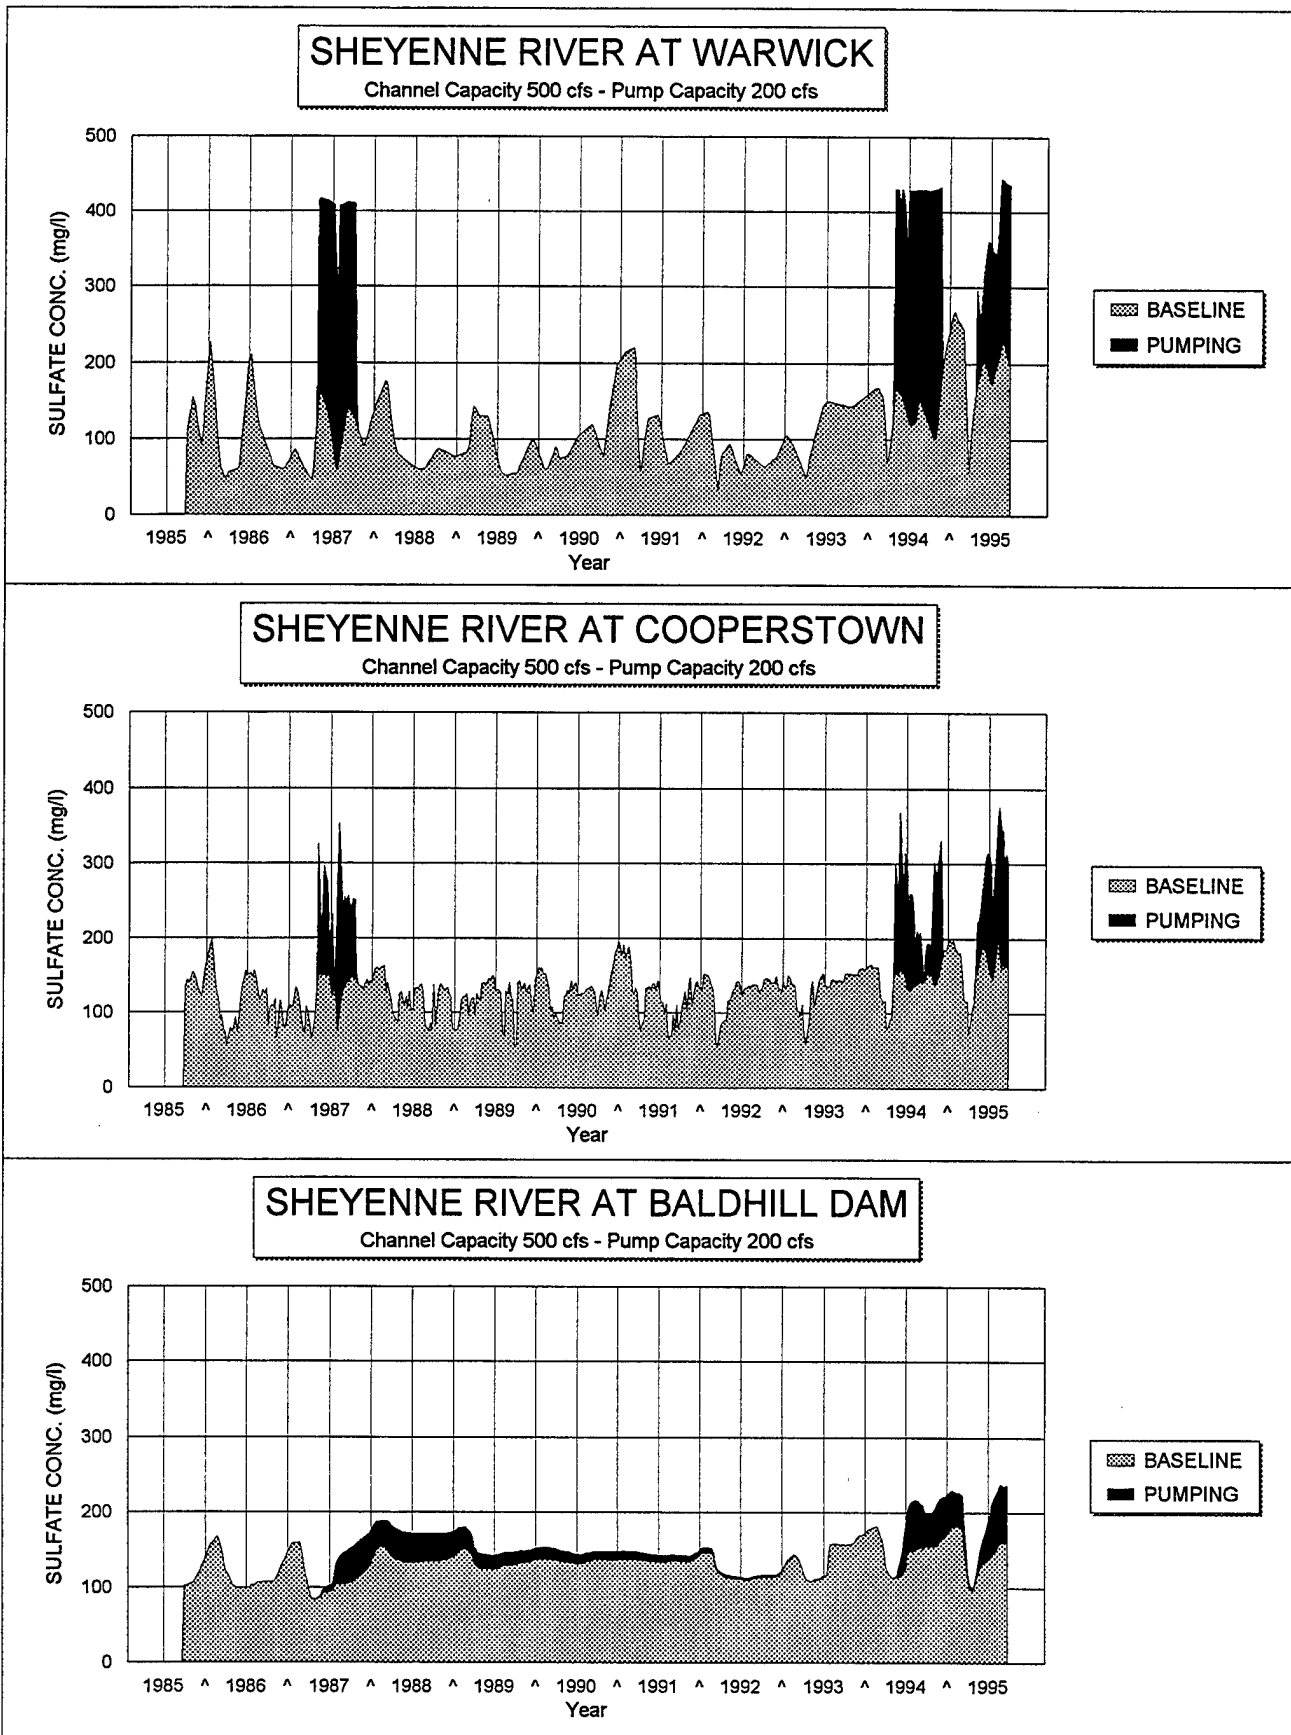 SHEYENNE RIVER AT WARWICK
Channel Capacity 500 cfs - Pump Capacity 200 cfs
SULFATE CONC. (mg/l)
500
400
300
200
100
0
BASELINE
PUMPING
1985 ^ 1986 ^ 1987 ^ 1988 ^ 1989 ^ 1990 ^ 1991 ^ 1992 ^ 1993 ^ 1994 ^ 1995
Year
SHEYENNE RIVER AT COOPERSTOWN
Channel Capacity 500 cfs - Pump Capacity 200 cfs
SULFATE CONC. (mg/l)
500
400
300
200
100
0
BASELINE
PUMPING
1985 ^ 1986 ^ 1987 ^ 1988 ^ 1989 ^ 1990 ^ 1991 ^ 1992 ^ 1993 ^ 1994 ^ 1995
Year
SHEYENNE RIVER AT BALDHILL DAM
Channel Capacity 500 cfs - Pump Capacity 200 cfs
SULFATE CONC. (mg/l)
500
400
300
200
100
0
BASELINE
PUMPING
1985 ^ 1986 ^ 1987 ^ 1988 ^ 1989 ^ 1990 ^ 1991 ^ 1992 ^ 1993 ^ 1994 ^ 1995
Year